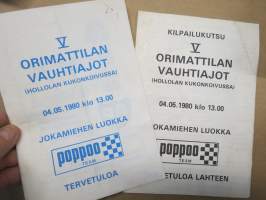 V
ORIMATTILAN
VAUHTIAJOT
(HOLLOLAN KUKONKOIVUSSA)
04.05.1980 klo 13.00
JOKAMIEHEN LUOKKA
poppoo
TEAM
TERVETULOA
KILPAILUKUTSU
V
ORIMATTILAN
VAUHTIAJOT
(HOLLOLAN KUKONKOIVUSSA)
04.05.1980 klo 13.00
JOKAMIEHEN LUOKKA
poppoo
TEAM
TULOA LAHTEEN